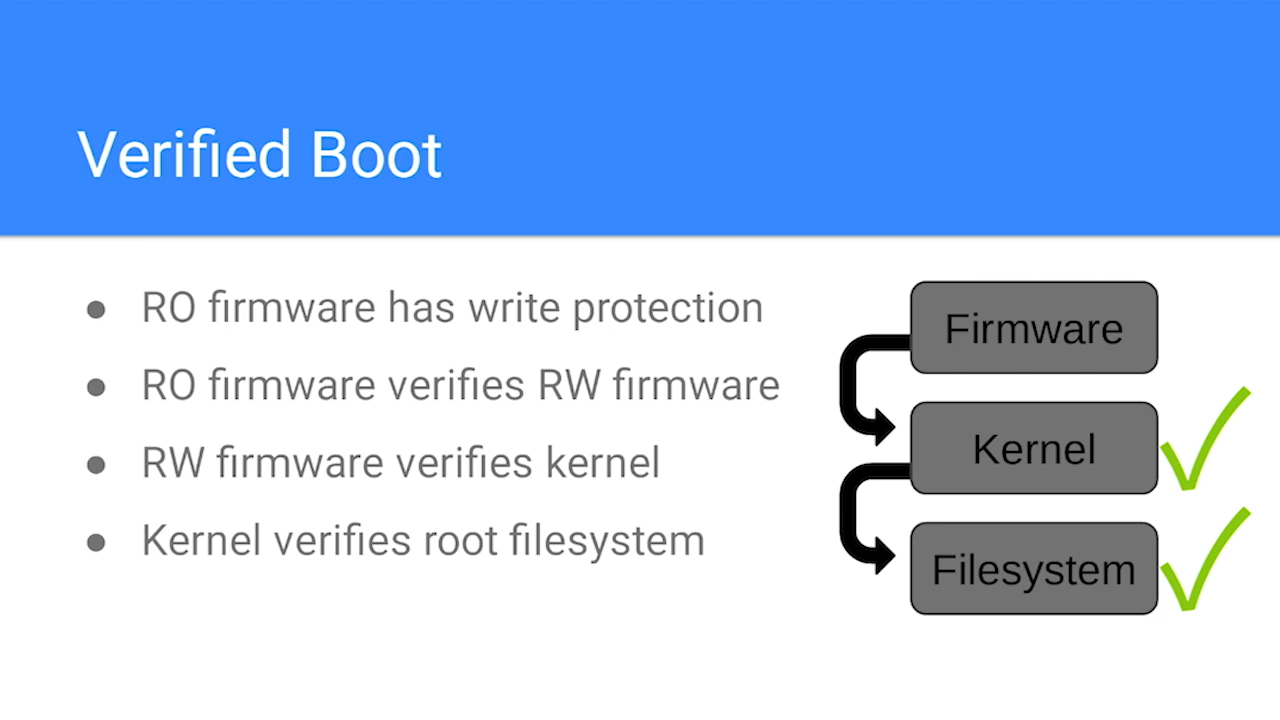 Verified Boot
● RO firmware has write protection
● RO firmware verifies RW firmware
● RW firmware verifies kernel
● Kernel verifies root filesystem
Firmware
Kernel
Filesystem